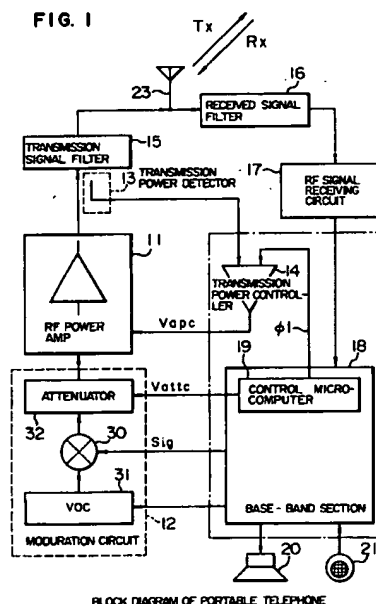 FIG. 1
Tx
Rx
16
23
RECEIVED SIGNAL
FILTER
15
TRANSMISSION
SIGNAL FILTER
13
TRANSMISSION
POWER DETECTOR
17
RF SIGNAL
RECEIVING
CIRCUIT
11
14
TRANSMISSION
POWER CONTROL
LER
RF POWER
AMP
Vapc
φ1
18
19
ATTENUATOR
32
Vattc
CONTROL MICRO-
COMPUTER
30
Sig
31
VOC
BASE-BAND SECTION
MODURATION CIRCUIT
12
20
21
BLOCK DIAGRAM OF PORTABLE TELEPHONE